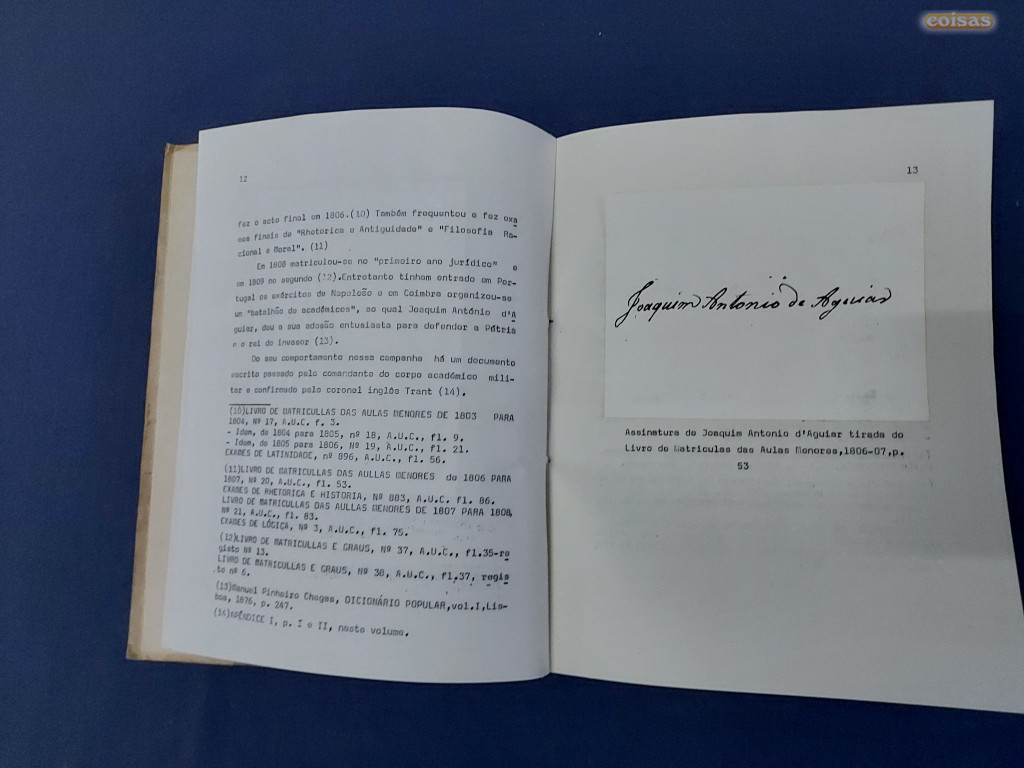 coisas
12
fez o acto final em 1806.(10) Também frequentou e fez exa
mes finais de "Rhetorica e Antiguidade" e "Filosofia Ra-
cional e Moral". (11)
Em 1808 matriculou-se no "primeiro ano jurídico" e
em 1809 no segundo (12).Entretanto tinham entrado em Por-
tugal os exércitos de Napoleão e em Coimbra organizou-se
um "batalhão de académicos", ao qual Joaquim António d'A
guiar, deu a sua adesão entusiasta para defender a Pátria
e o rei do invasor (13).
Do seu comportamento nessa campanha há um documento
escrito passado pelo comandante do corpo académico mili-
tar e confirmado pelo coronel inglês Trant (14).
(10)LIVRO DE MATRICULLAS DAS AULAS MENORES DE 1803 PARA
1804, Nº 17, A.U.C. f. 3.
- Idem, de 1804 para 1805, nº 18, A.U.C., fl. 9.
- Idem, de 1805 para 1806, Nº 19, A.U.C., fl. 21.
EXAMES DE LATINIDADE, nº 896, A.U.C., fl. 56.
(11)LIVRO DE MATRICULLAS DAS AULLAS MENORES de 1806 PARA
1807, Nº 20, A.U.C., fl. 53.
EXAMES DE RHETORICA E HISTORIA, Nº 883, A.U.C. fl. 86.
LIVRO DE MATRICULLAS DAS AULLAS MENORES DE 1807 PARA 1808,
Nº 21, A.U.C., fl. 83.
EXAMES DE LÓGICA, Nº 3, A.U.C., fl. 75.
(12)LIVRO DE MATRICULLAS E GRAUS, Nº 37, A.U.C., fl.35-re
gisto Nº 13.
LIVRO DE MATRICULLAS E GRAUS, Nº 38, A.U.C., fl.37, regis
to nº 6.
(13)Manuel Pinheiro Chagas, DICIONÁRIO POPULAR,vol.I,Lis-
boa, 1876, p. 247.
(14)APÊNDICE I, p. I e II, neste volume.
13
Joaquim Antonio de Aguiar
Assinatura de Joaquim Antonio d'Aguiar tirada do
Livro de Matriculas das Aulas Menores,1806-07,p.
53